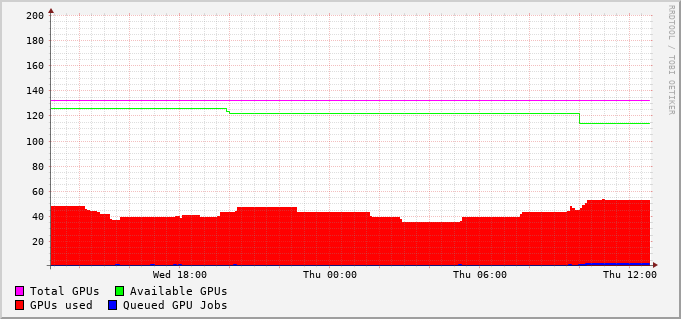 200
180
160
140
120
100
80
60
40
20
Wed 18:00 Thu 00:00 Thu 06:00 Thu 12:00
Total GPUs Available GPUs
GPUs used Queued GPU Jobs
RRDTOOL / TOBI OETIKER